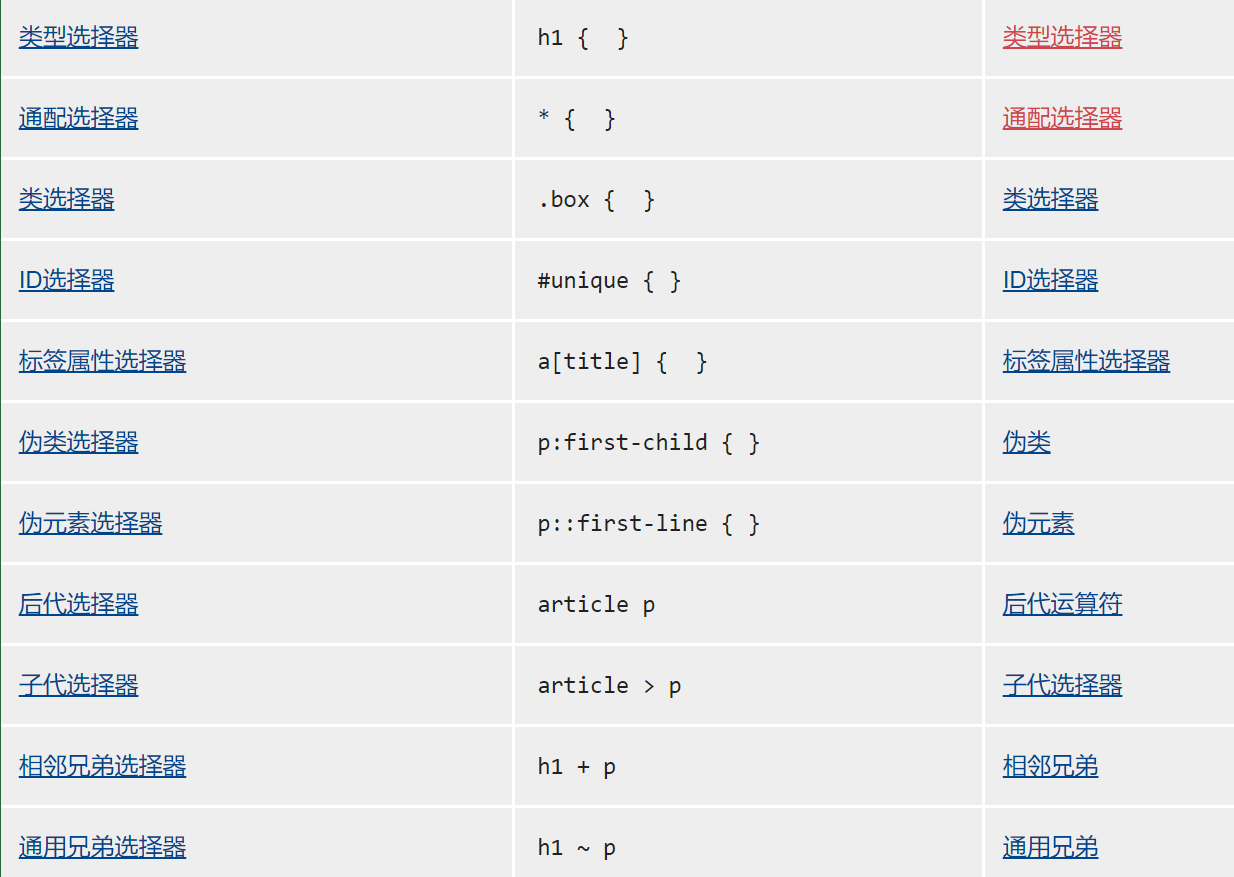 类型选择器 h1 {  } 类型选择器
通配选择器 * {  } 通配选择器
类选择器 .box {  } 类选择器
ID选择器 #unique { } ID选择器
标签属性选择器 a[title] {  } 标签属性选择器
伪类选择器 p:first-child { } 伪类
伪元素选择器 p::first-line { } 伪元素
后代选择器 article p 后代运算符
子代选择器 article > p 子代选择器
相邻兄弟选择器 h1 + p 相邻兄弟
通用兄弟选择器 h1 ~ p 通用兄弟